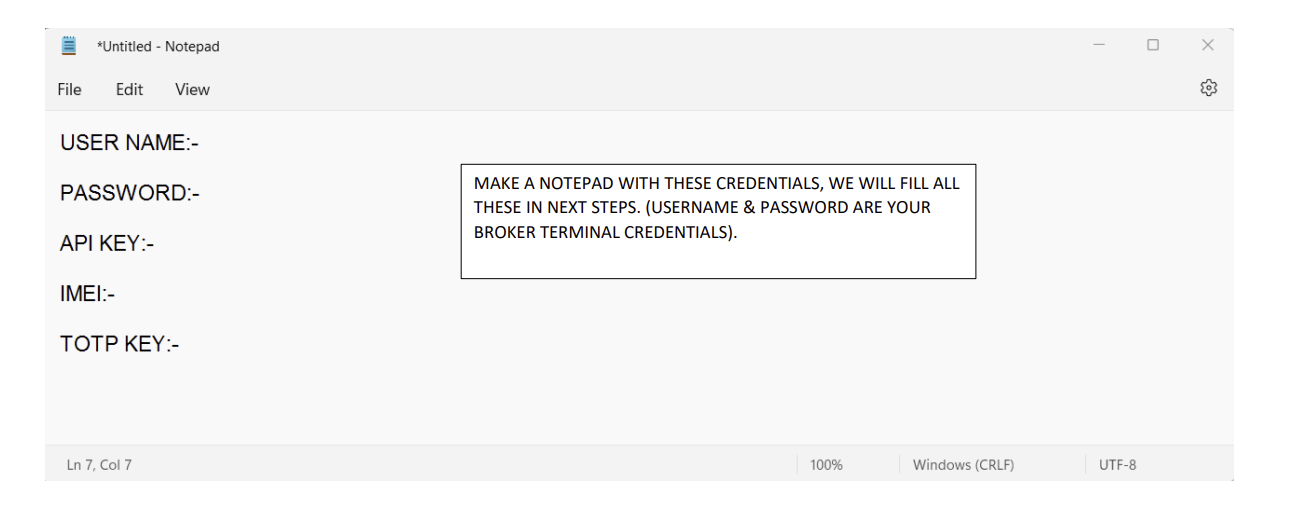 *Untitled - Notepad
File Edit View
USER NAME:-
PASSWORD:-
API KEY:-
IMEI:-
TOTP KEY:-
MAKE A NOTEPAD WITH THESE CREDENTIALS, WE WILL FILL ALL
THESE IN NEXT STEPS. (USERNAME & PASSWORD ARE YOUR
BROKER TERMINAL CREDENTIALS).
Ln 7, Col 7 100% Windows (CRLF) UTF-8